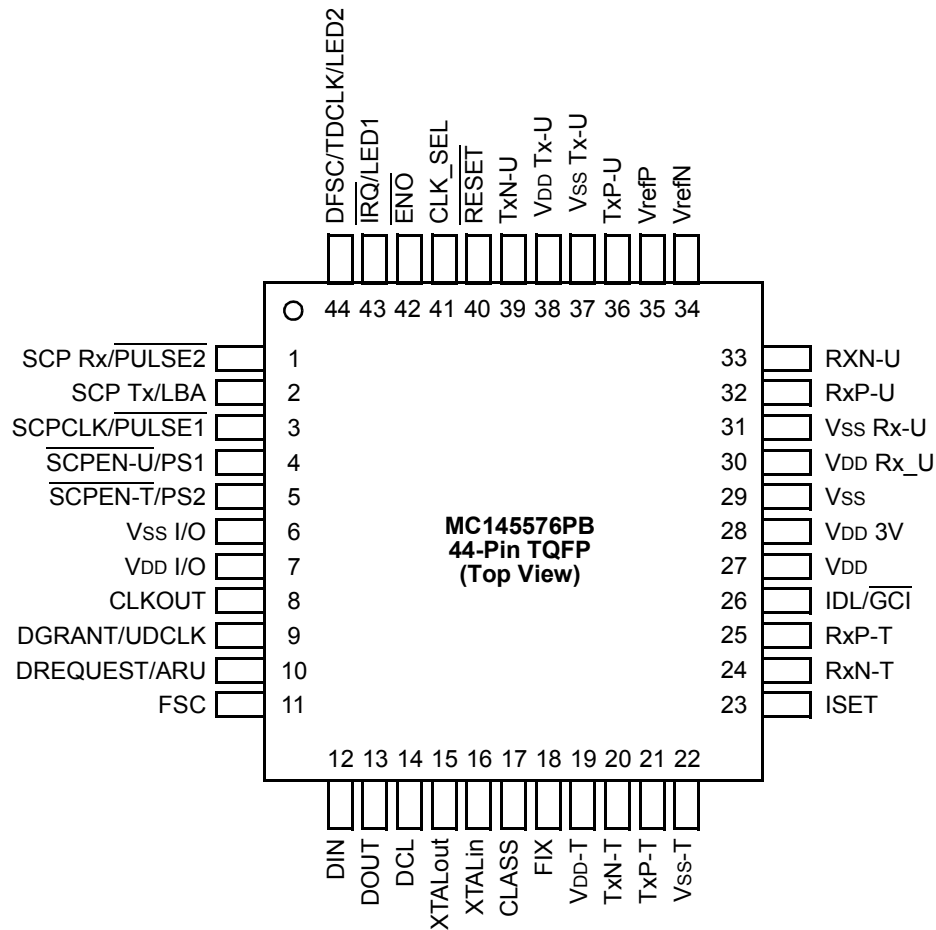 DFSC/TDCLK/LED2
IRQ/LED1
ENO
CLK_SEL
RESET
TxN-U
VDD Tx-U
VSS Tx-U
TxP-U
VrefP
VrefN
44 43 42 41 40 39 38 37 36 35 34
SCP Rx/PULSE2 1
SCP Tx/LBA 2
SCPCLK/PULSE1 3
SCPEN-U/PS1 4
SCPEN-T/PS2 5
VSS I/O 6
VDD I/O 7
CLKOUT 8
DGRANT/UDCLK 9
DREQUEST/ARU 10
FSC 11
MC145576PB
44-Pin TQFP
(Top View)
33 RXN-U
32 RxP-U
31 VSS Rx-U
30 VDD Rx_U
29 VSS
28 VDD 3V
27 VDD
26 IDL/GCI
25 RxP-T
24 RxN-T
23 ISET
12 13 14 15 16 17 18 19 20 21 22
DIN
DOUT
DCL
XTALout
XTALin
CLASS
FIX
VDD-T
TxN-T
TxP-T
VSS-T